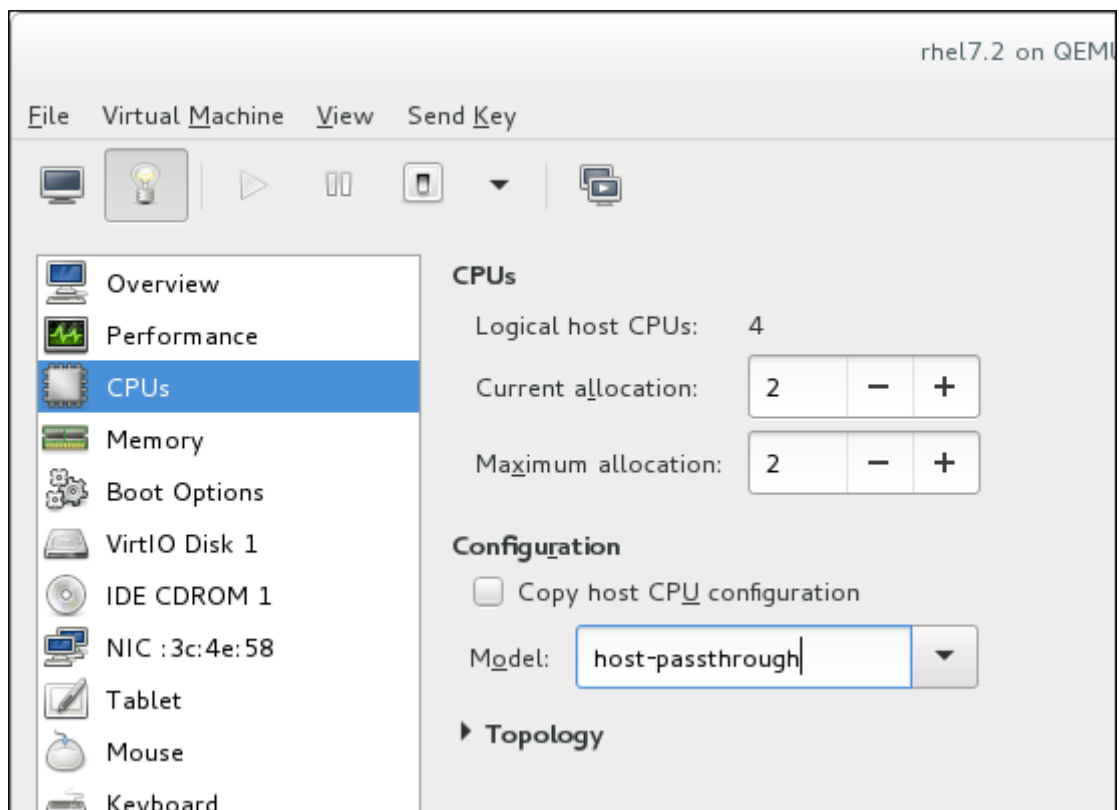 rhel7.2 on QEMU
File Virtual Machine View Send Key
Overview
Performance
CPUs
Memory
Boot Options
VirtIO Disk 1
IDE CDROM 1
NIC :3c:4e:58
Tablet
Mouse
Keyboard
CPUs
Logical host CPUs: 4
Current allocation: 2 − +
Maximum allocation: 2 − +
Configuration
Copy host CPU configuration
Model: host-passthrough
Topology